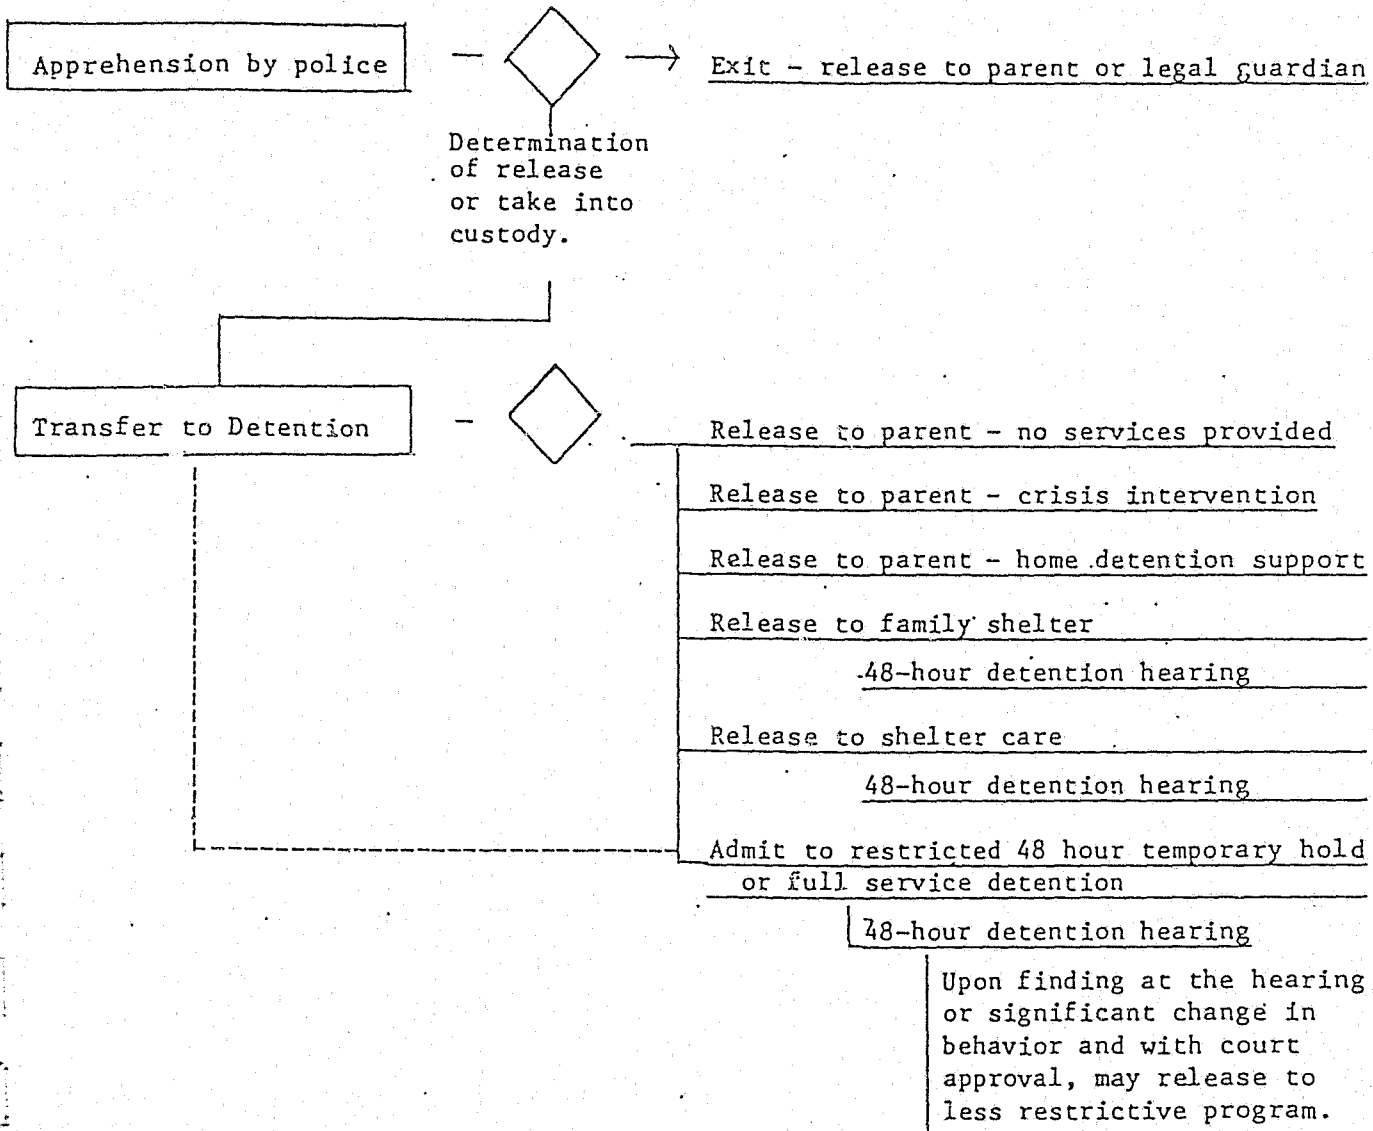 Apprehension by police
Exit - release to parent or legal guardian
Determination
of release
or take into
custody.
Transfer to Detention
Release to parent - no services provided
Release to parent - crisis intervention
Release to parent - home detention support
Release to family shelter
48-hour detention hearing
Release to shelter care
48-hour detention hearing
Admit to restricted 48 hour temporary hold
or full service detention
48-hour detention hearing
Upon finding at the hearing
or significant change in
behavior and with court
approval, may release to
less restrictive program.